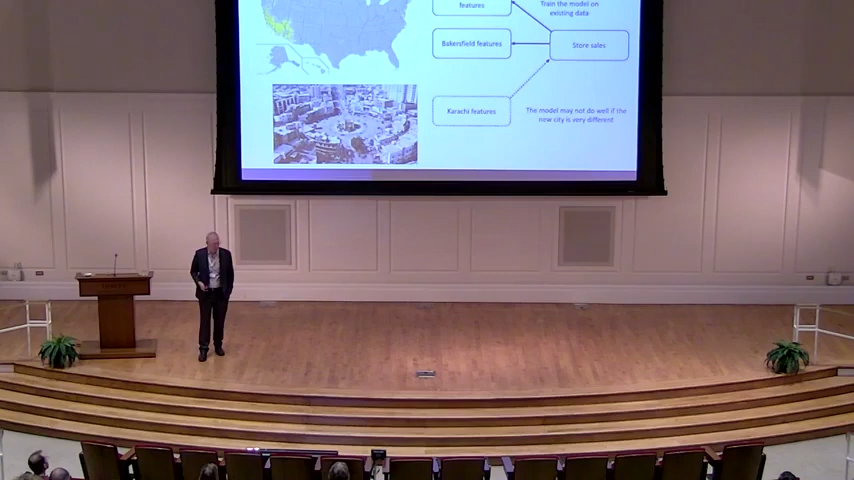 features
Train the model on
existing data
Bakersfield features
Store sales
Karachi features
The model may not do well if the
new city is very different